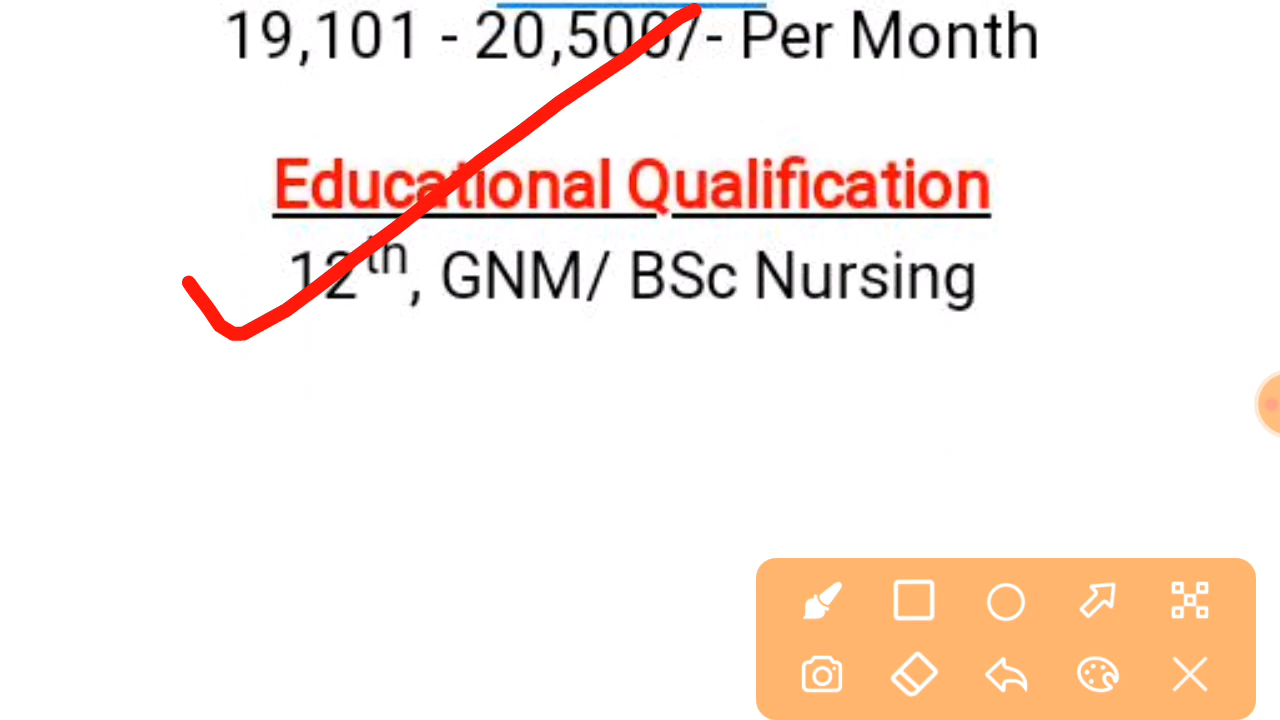 19,101 - 20,500/- Per Month
Educational Qualification
12th, GNM/ BSc Nursing